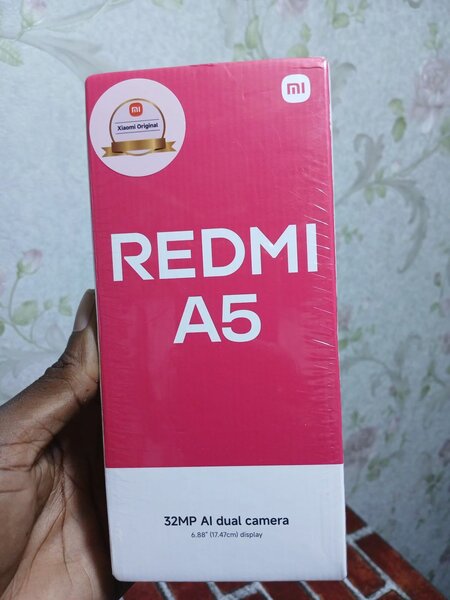 mi
mi
Xiaomi Original
REDMI
A5
32MP AI dual camera
6.88" (17.47cm) display